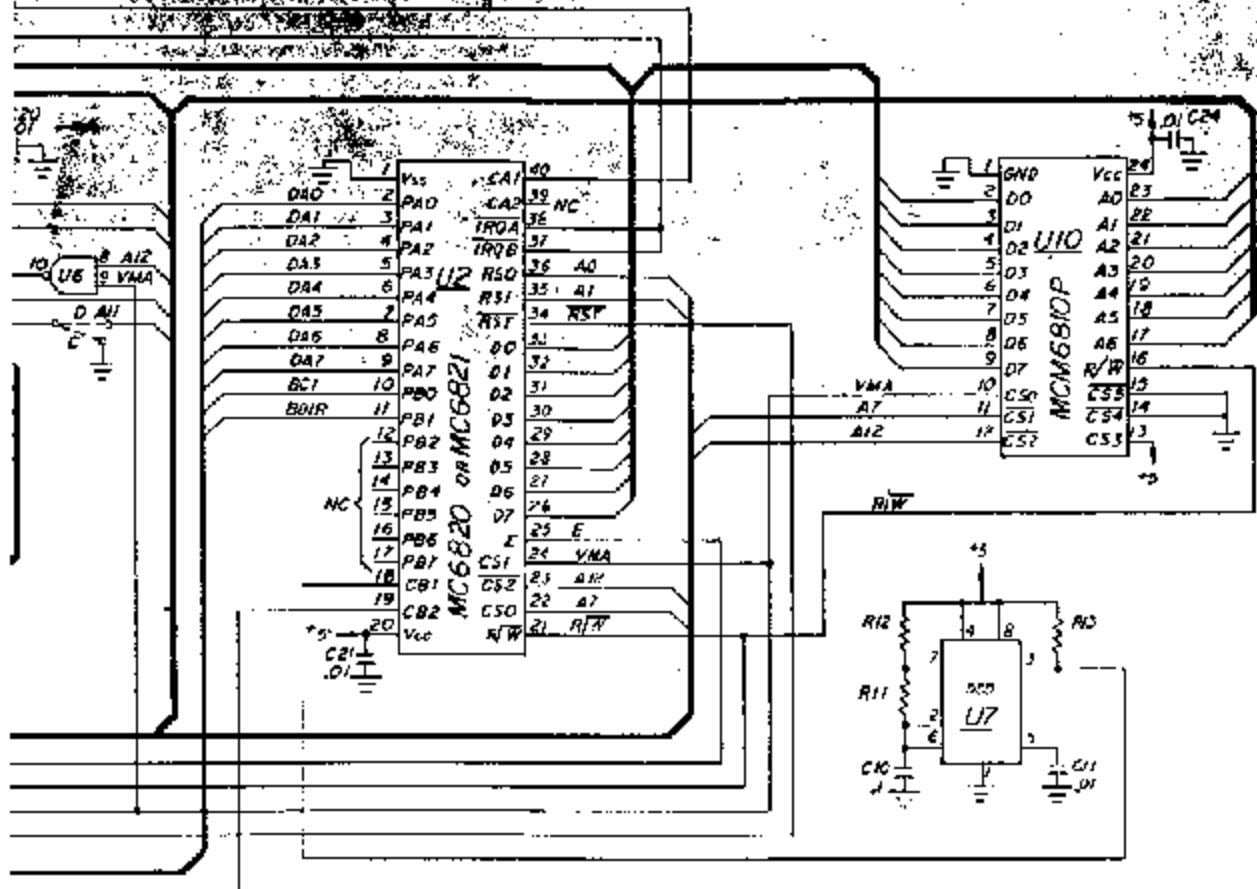 .01
+5 .01 C24
1 Vss CA1 40
DA0 2 PA0 CA2 39 NC
DA1 3 PA1 IRQA 38
DA2 4 PA2 IRQB 37
DA3 5 PA3 RS0 36 A0
DA4 6 PA4 RS1 35 A1
DA5 7 PA5 RST 34 RST
DA6 8 PA6 D0 33
DA7 9 PA7 D1 32
BC1 10 PB0 D2 31
BDIR 11 PB1 D3 30
12 PB2 D4 29
13 PB3 D5 28
14 PB4 D6 27
NC 15 PB5 D7 26
16 PB6 E 25 E
17 PB7 CS1 24 VMA
18 CB1 CS2 23 A12
19 CB2 CS0 22 A7
+5 20 Vcc R/W 21 R/W
U2
MC6820 OR MC6821
C21
.01
10 U6 8 A12
9 VMA
D A11
1 GND Vcc 24
2 D0 A0 23
3 D1 A1 22
4 D2 A2 21
5 D3 A3 20
6 D4 A4 19
7 D5 A5 18
8 D6 A6 17
9 D7 R/W 16
VMA 10 CS0 CS5 15
A7 11 CS1 CS4 14
A12 12 CS2 CS3 13
U10
MCM6810P
+5
R/W
+5
R12 4 8 R13
7 3
R11
2 U7
6 5
1
C10
.1
C11
.01